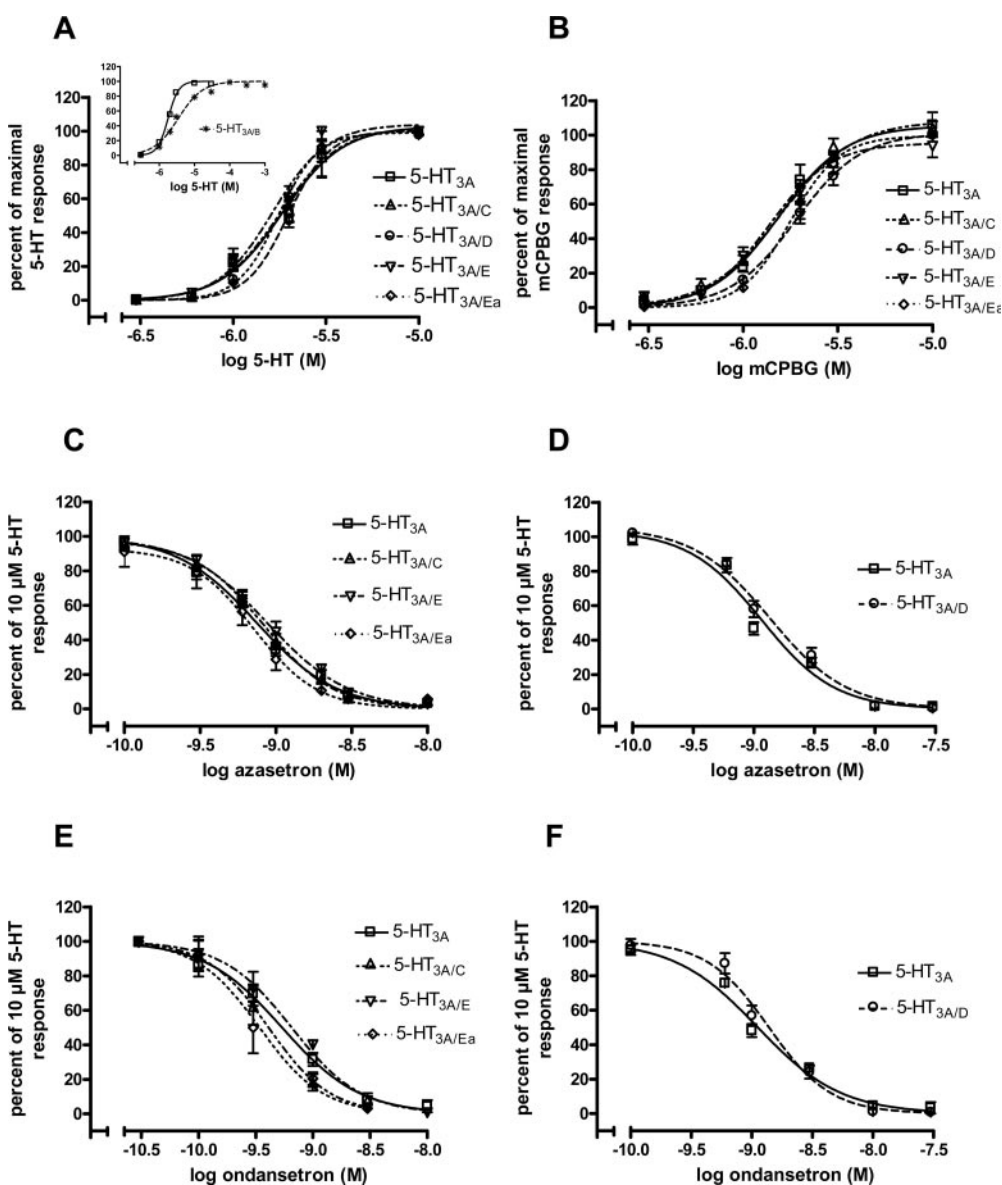 A
percent of maximal
5-HT response
120
100
80
60
40
20
0
-6.5 -6.0 -5.5 -5.0
log 5-HT (M)
120
100
80
60
40
20
0
-6 -5 -4 -3
log 5-HT (M)
5-HT3A/B
5-HT3A
5-HT3A/C
5-HT3A/D
5-HT3A/E
5-HT3A/Ea
B
percent of maximal
mCPBG response
120
100
80
60
40
20
0
-6.5 -6.0 -5.5 -5.0
log mCPBG (M)
5-HT3A
5-HT3A/C
5-HT3A/D
5-HT3A/E
5-HT3A/Ea
C
percent of 10 µM 5-HT
response
120
100
80
60
40
20
0
-10.0 -9.5 -9.0 -8.5 -8.0
log azasetron (M)
5-HT3A
5-HT3A/C
5-HT3A/E
5-HT3A/Ea
D
percent of 10 µM 5-HT
response
120
100
80
60
40
20
0
-10.0 -9.5 -9.0 -8.5 -8.0 -7.5
log azasetron (M)
5-HT3A
5-HT3A/D
E
percent of 10 µM 5-HT
response
120
100
80
60
40
20
0
-10.5 -10.0 -9.5 -9.0 -8.5 -8.0
log ondansetron (M)
5-HT3A
5-HT3A/C
5-HT3A/E
5-HT3A/Ea
F
percent of 10 µM 5-HT
response
120
100
80
60
40
20
0
-10.0 -9.5 -9.0 -8.5 -8.0 -7.5
log ondansetron (M)
5-HT3A
5-HT3A/D